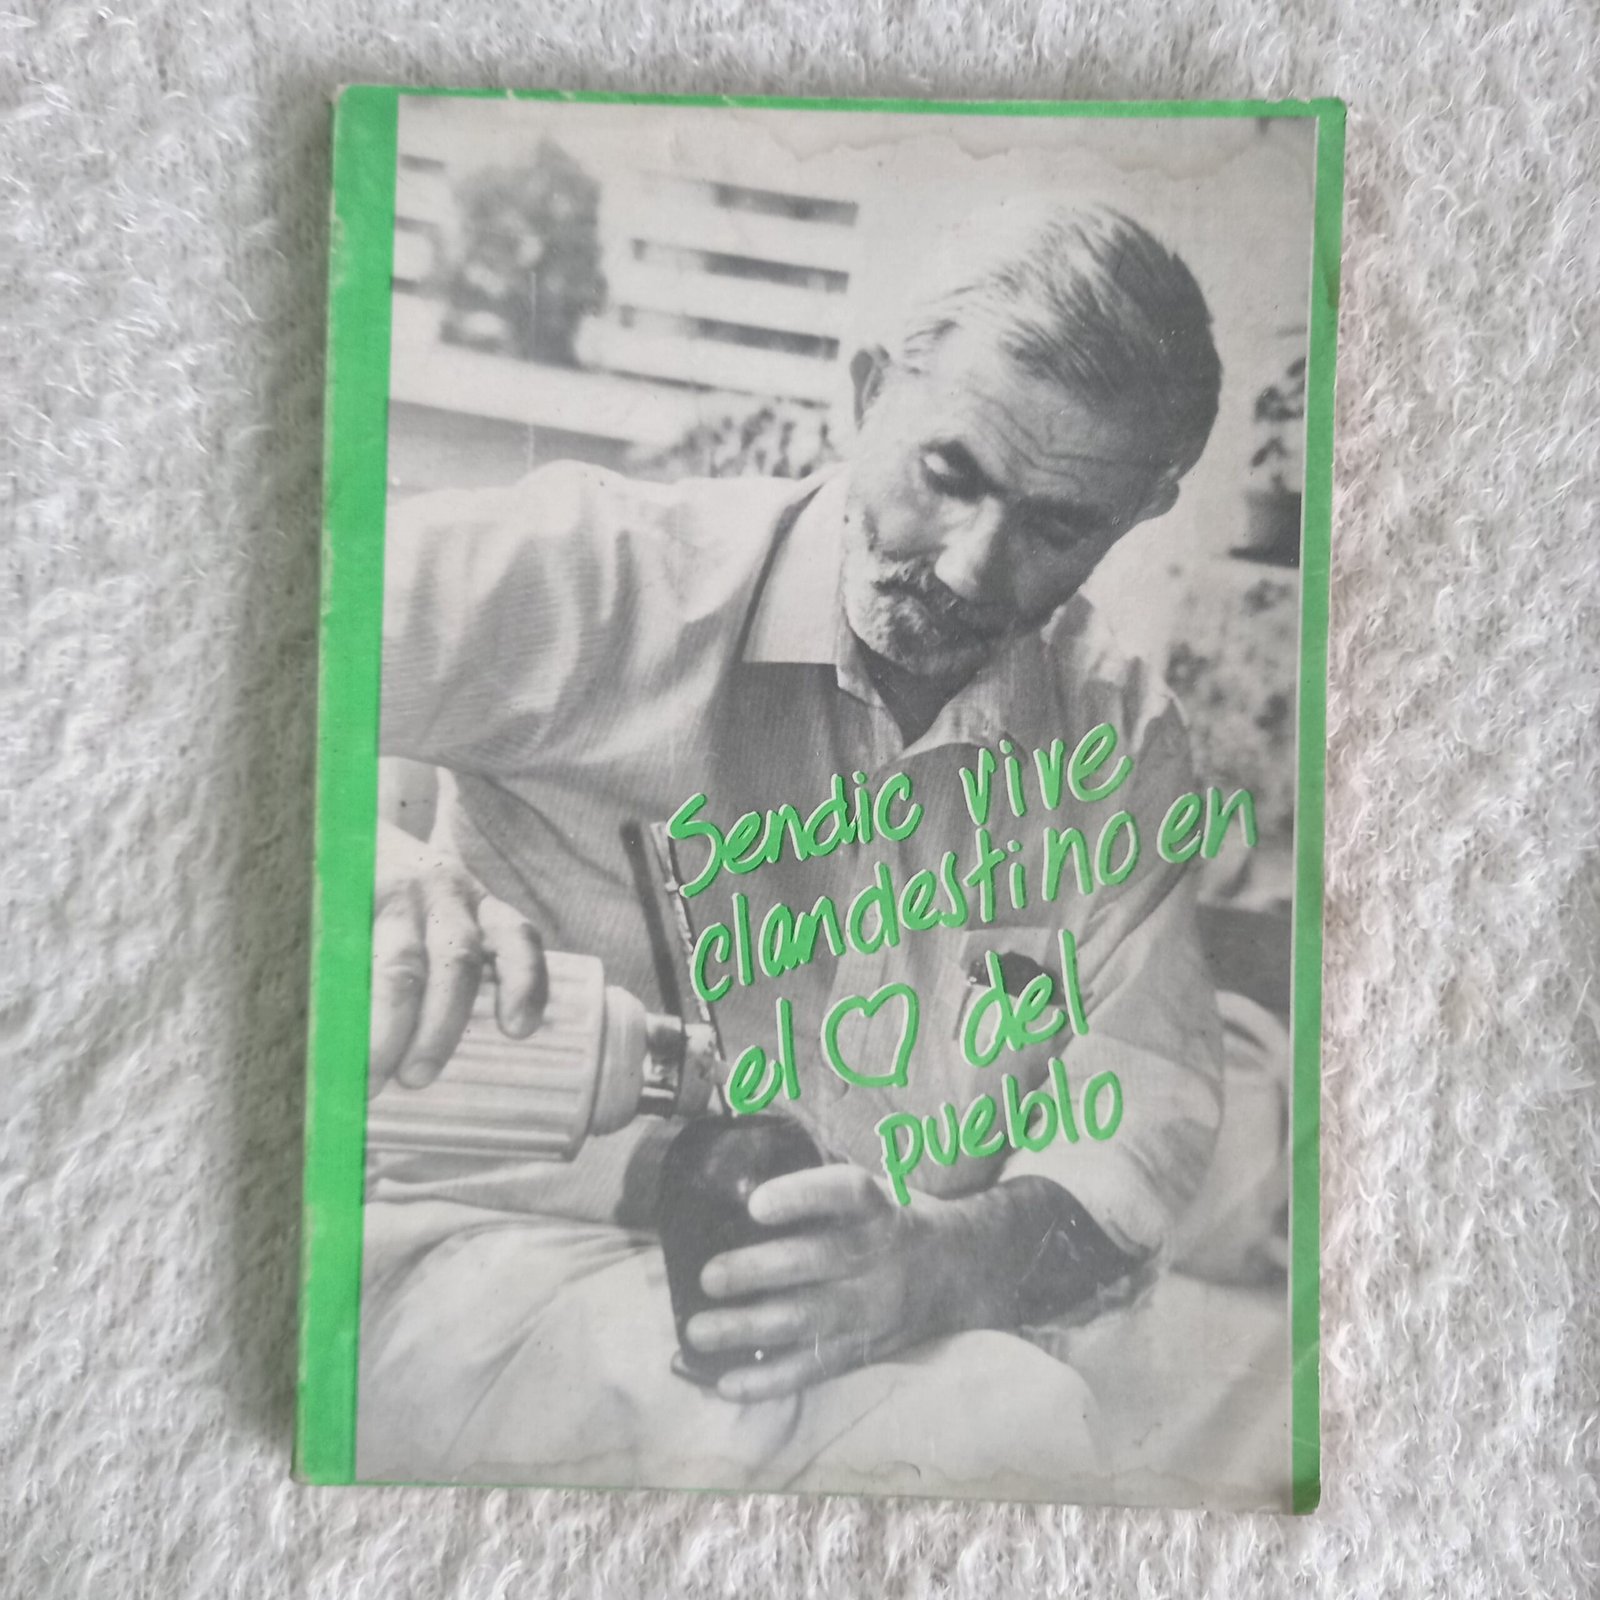 Sendic vive
clandestino en
el ♡ del
pueblo